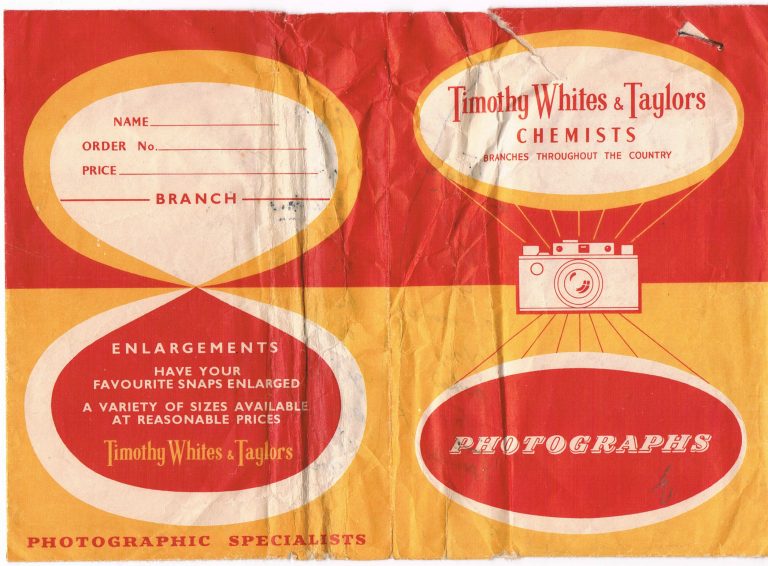 NAME
ORDER No.
PRICE
BRANCH
ENLARGEMENTS
HAVE YOUR
FAVOURITE SNAPS ENLARGED
A VARIETY OF SIZES AVAILABLE
AT REASONABLE PRICES
Timothy Whites & Taylors
PHOTOGRAPHIC SPECIALISTS
Timothy Whites & Taylors
CHEMISTS
BRANCHES THROUGHOUT THE COUNTRY
PHOTOGRAPHS